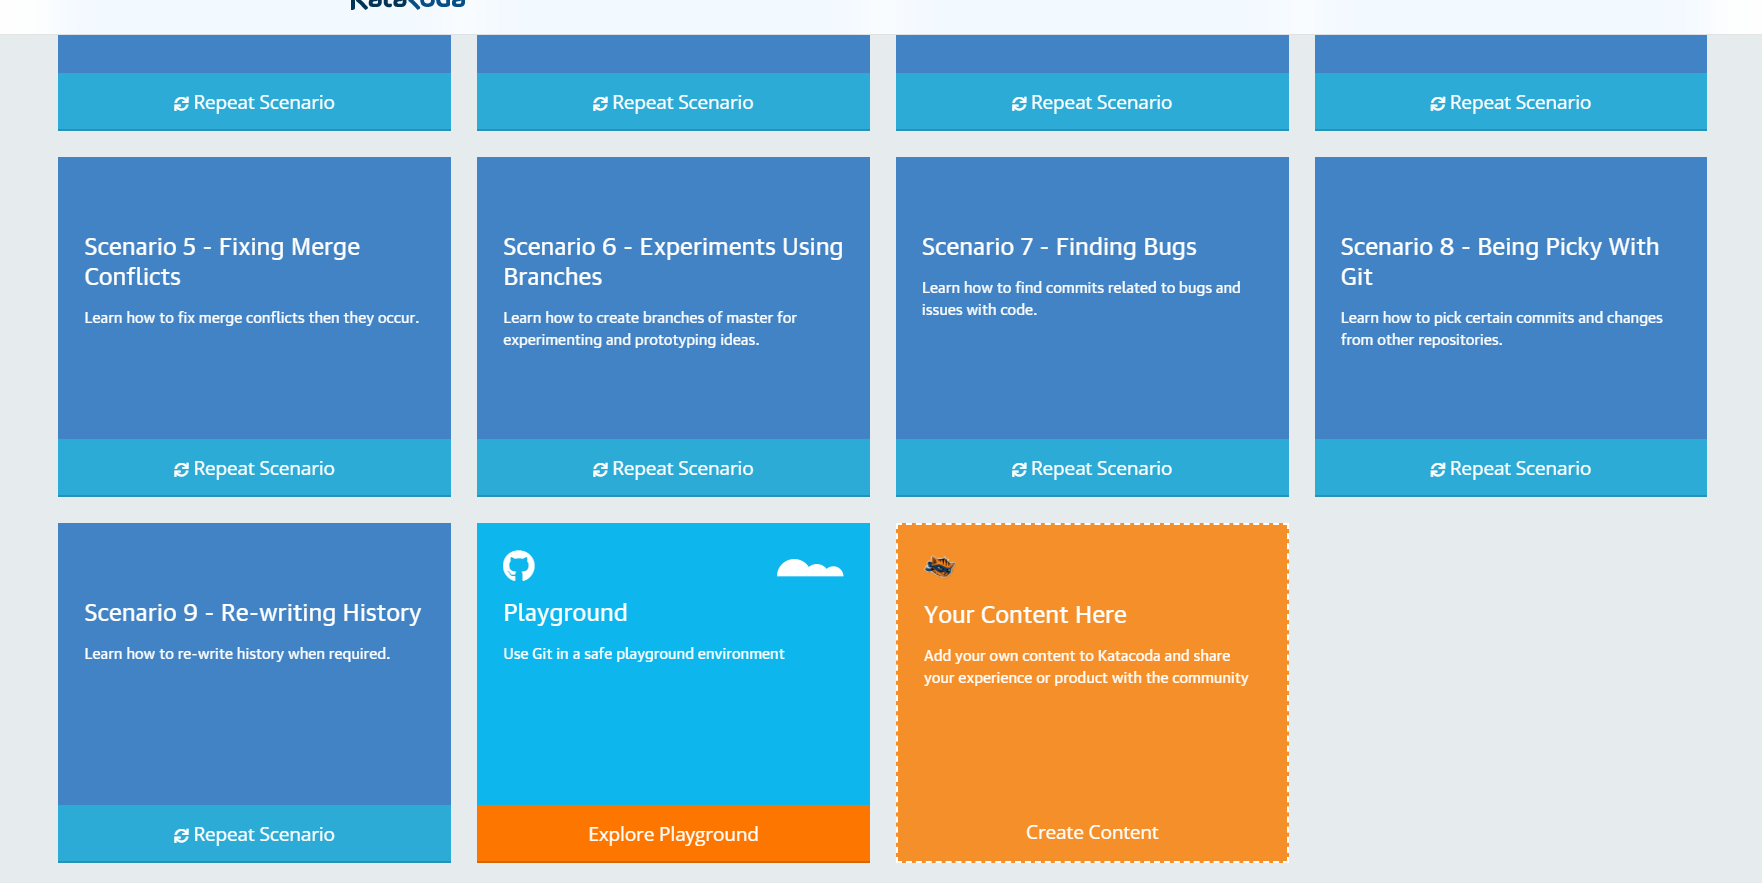 Katakoda
Repeat Scenario
Repeat Scenario
Repeat Scenario
Repeat Scenario
Scenario 5 - Fixing Merge
Conflicts
Learn how to fix merge conflicts then they occur.
Repeat Scenario
Scenario 6 - Experiments Using
Branches
Learn how to create branches of master for
experimenting and prototyping ideas.
Repeat Scenario
Scenario 7 - Finding Bugs
Learn how to find commits related to bugs and
issues with code.
Repeat Scenario
Scenario 8 - Being Picky With
Git
Learn how to pick certain commits and changes
from other repositories.
Repeat Scenario
Scenario 9 - Re-writing History
Learn how to re-write history when required.
Repeat Scenario
Playground
Use Git in a safe playground environment
Explore Playground
Your Content Here
Add your own content to Katacoda and share
your experience or product with the community
Create Content